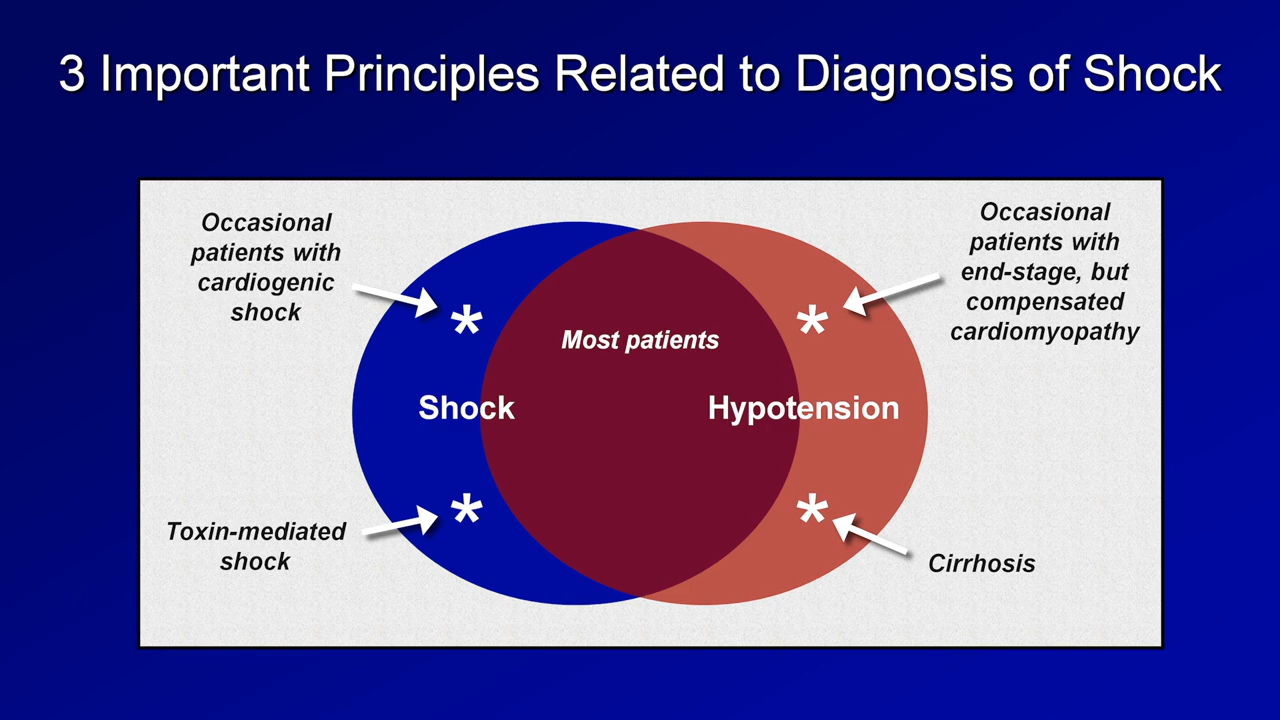 3 Important Principles Related to Diagnosis of Shock
Occasional
patients with
cardiogenic
shock
Occasional
patients with
end-stage, but
compensated
cardiomyopathy
*
*
Most patients
Shock
Hypotension
*
*
Toxin-mediated
shock
Cirrhosis